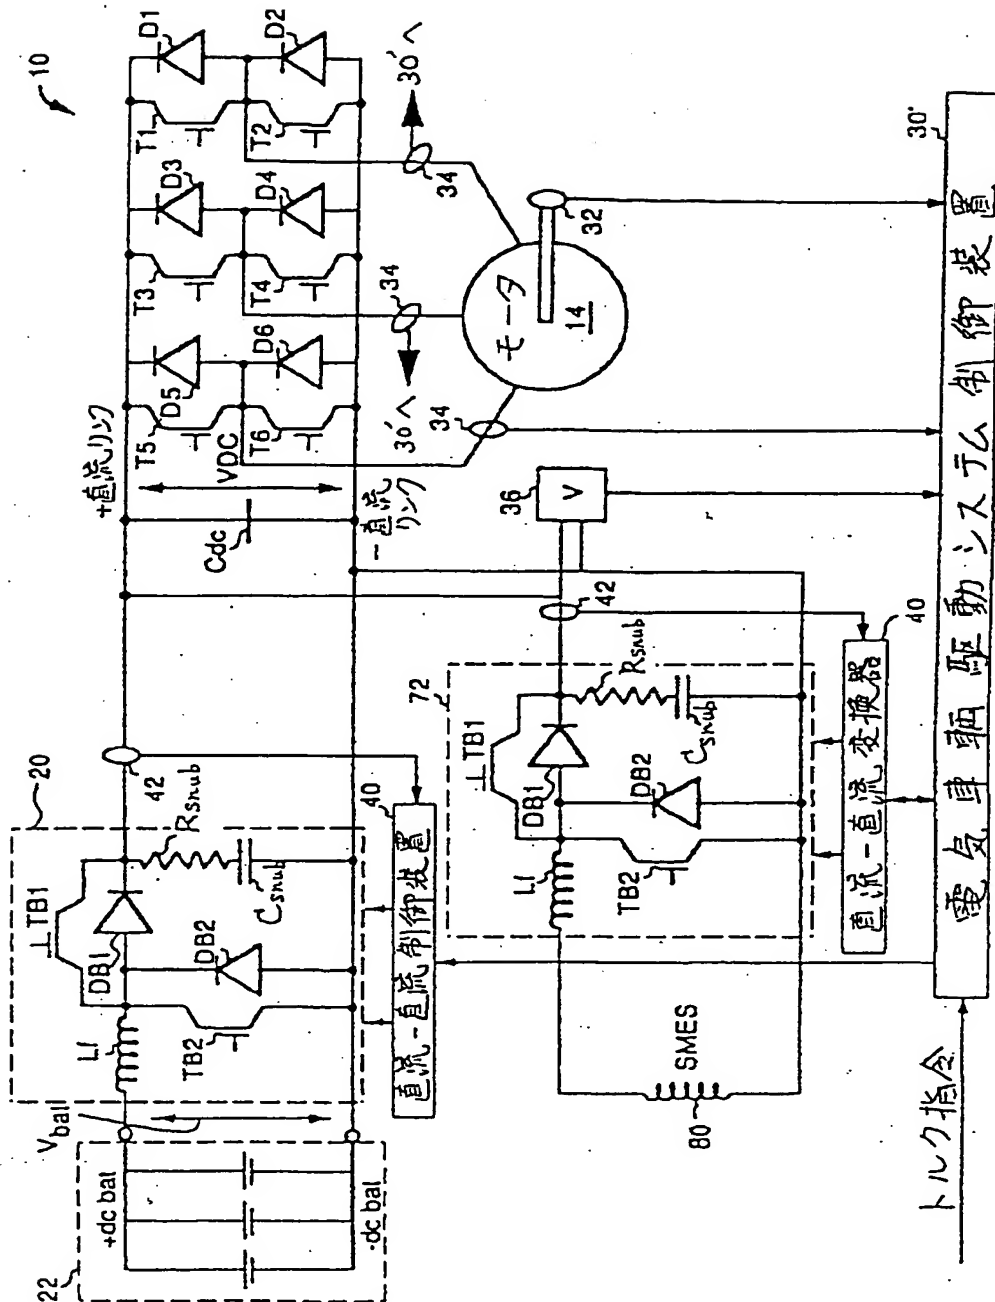 10
22
+dc bat
-dc bat
Vbat
20
L1
TB1
DB1
DB2
TB2
Rsnub
Csnub
42
40
直流-直流制御装置
+直流リンク
Cdc
VDC
-直流
リンク
T5
D5
T6
D6
T3
D3
T4
D4
T1
D1
T2
D2
34
30'へ
34
30'へ
34
モータ
14
32
36
V
80
SMES
72
L1
TB1
DB1
DB2
TB2
Rsnub
Csnub
42
40
直流-直流変換器
30'
電気車輌駆動システム制御装置
トルク指令